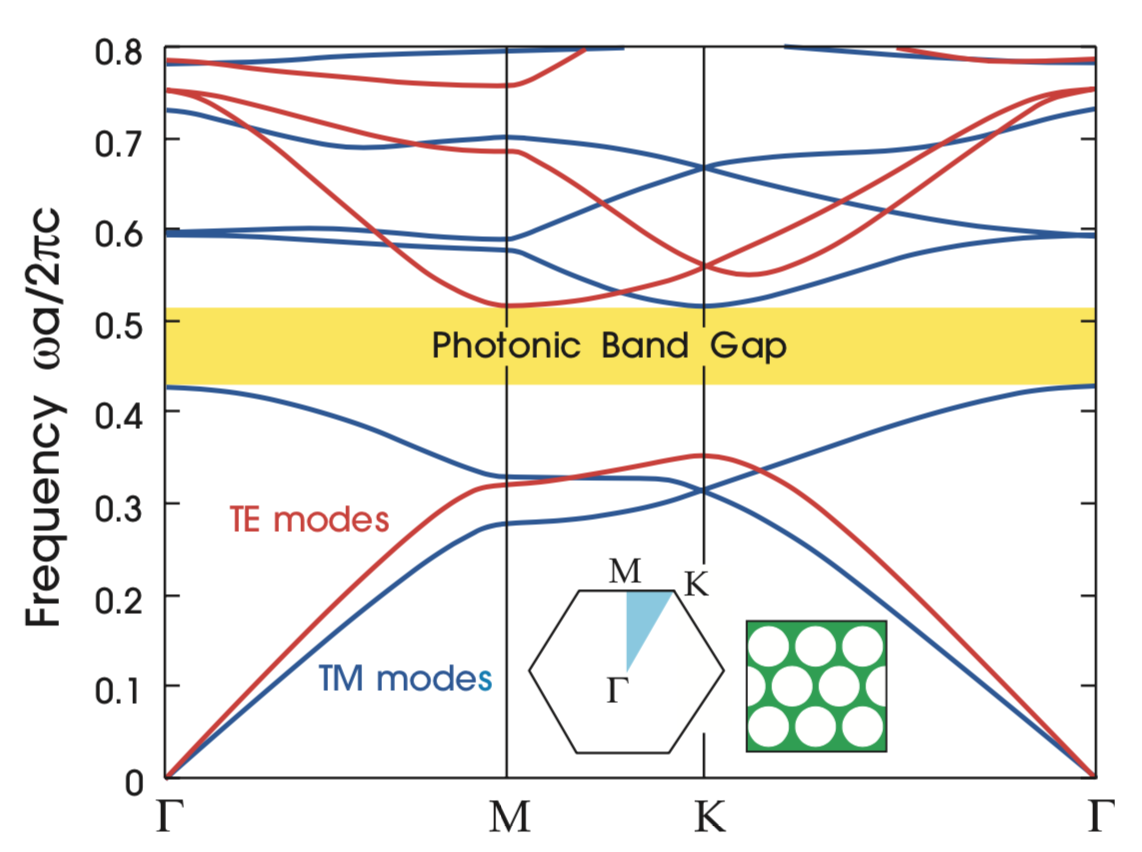 Frequency ωa/2πc
0.8
0.7
0.6
0.5
0.4
0.3
0.2
0.1
0
Photonic Band Gap
TE modes
TM modes
M
K
Γ
Γ
M
K
Γ